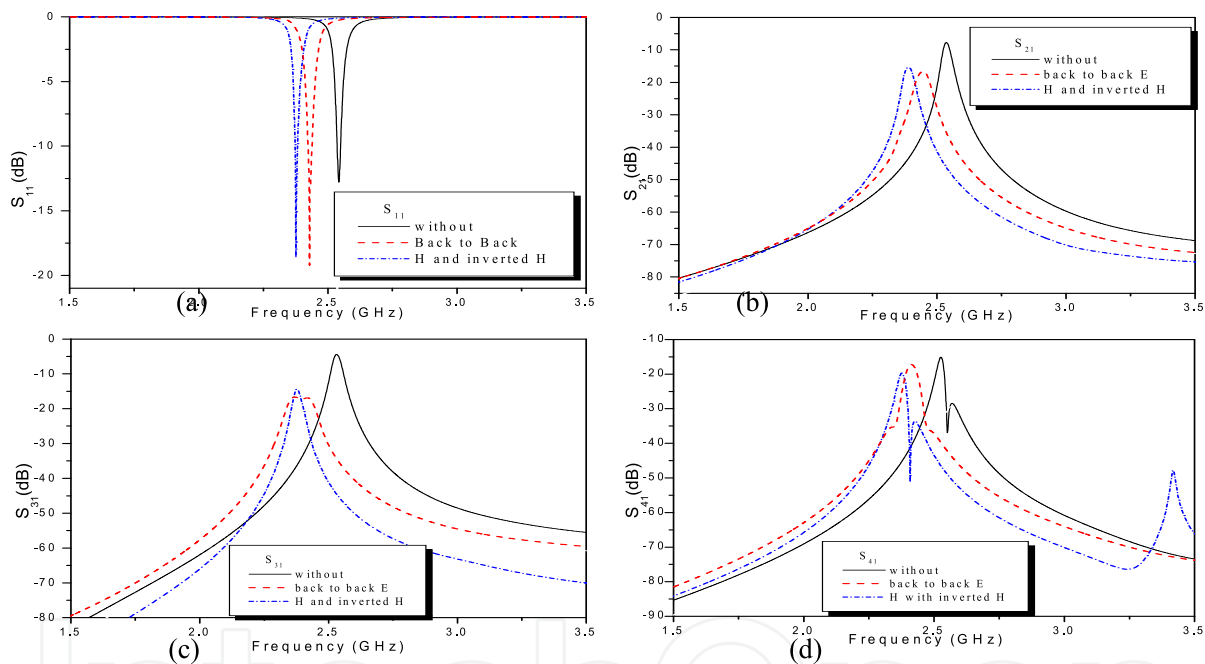 0
-5
-10
-15
-20
S11 (dB)
S11
without
Back to Back
H and inverted H
1.5 2.0 2.5 3.0 3.5
(a)
Frequency (GHz)
-10
-20
-30
-40
-50
-60
-70
-80
S21 (dB)
S21
without
back to back E
H and inverted H
1.5 2.0 2.5 3.0 3.5
(b)
Frequency (GHz)
0
-10
-20
-30
-40
-50
-60
-70
-80
S31 (dB)
S31
without
back to back E
H and inverted H
1.5 2.0 2.5 3.0 3.5
(c)
Frequency (GHz)
0
-10
-20
-30
-40
-50
-60
-70
-80
-90
S41 (dB)
S41
without
back to back E
H with inverted H
1.5 2.0 2.5 3.0 3.5
(d)
Frequency (GHz)